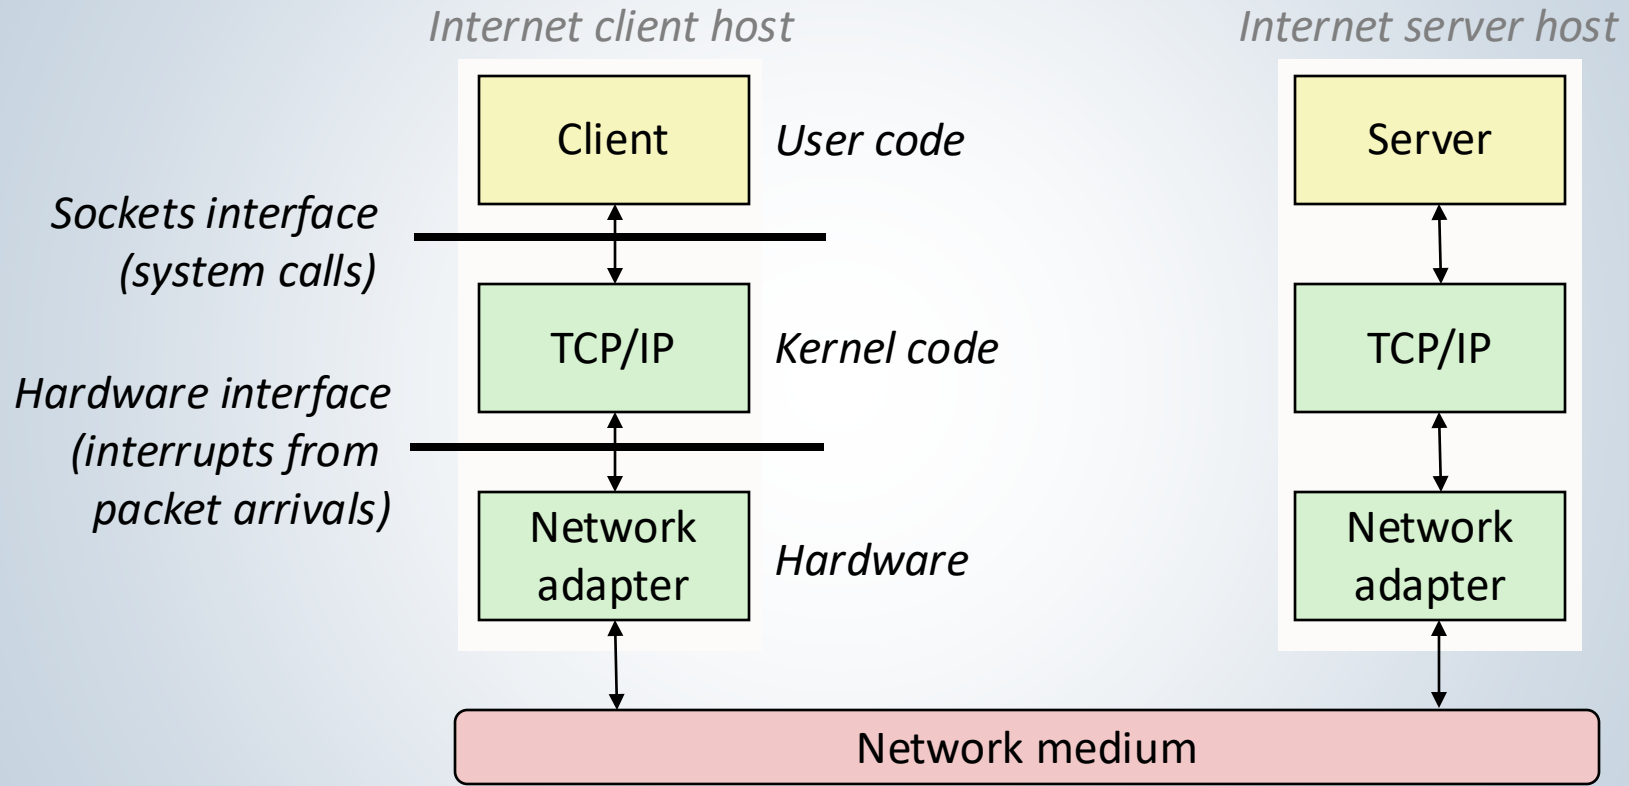 Internet client host
Internet server host
Client
User code
Server
Sockets interface
(system calls)
TCP/IP
Kernel code
TCP/IP
Hardware interface
(interrupts from
packet arrivals)
Network
adapter
Hardware
Network
adapter
Network medium